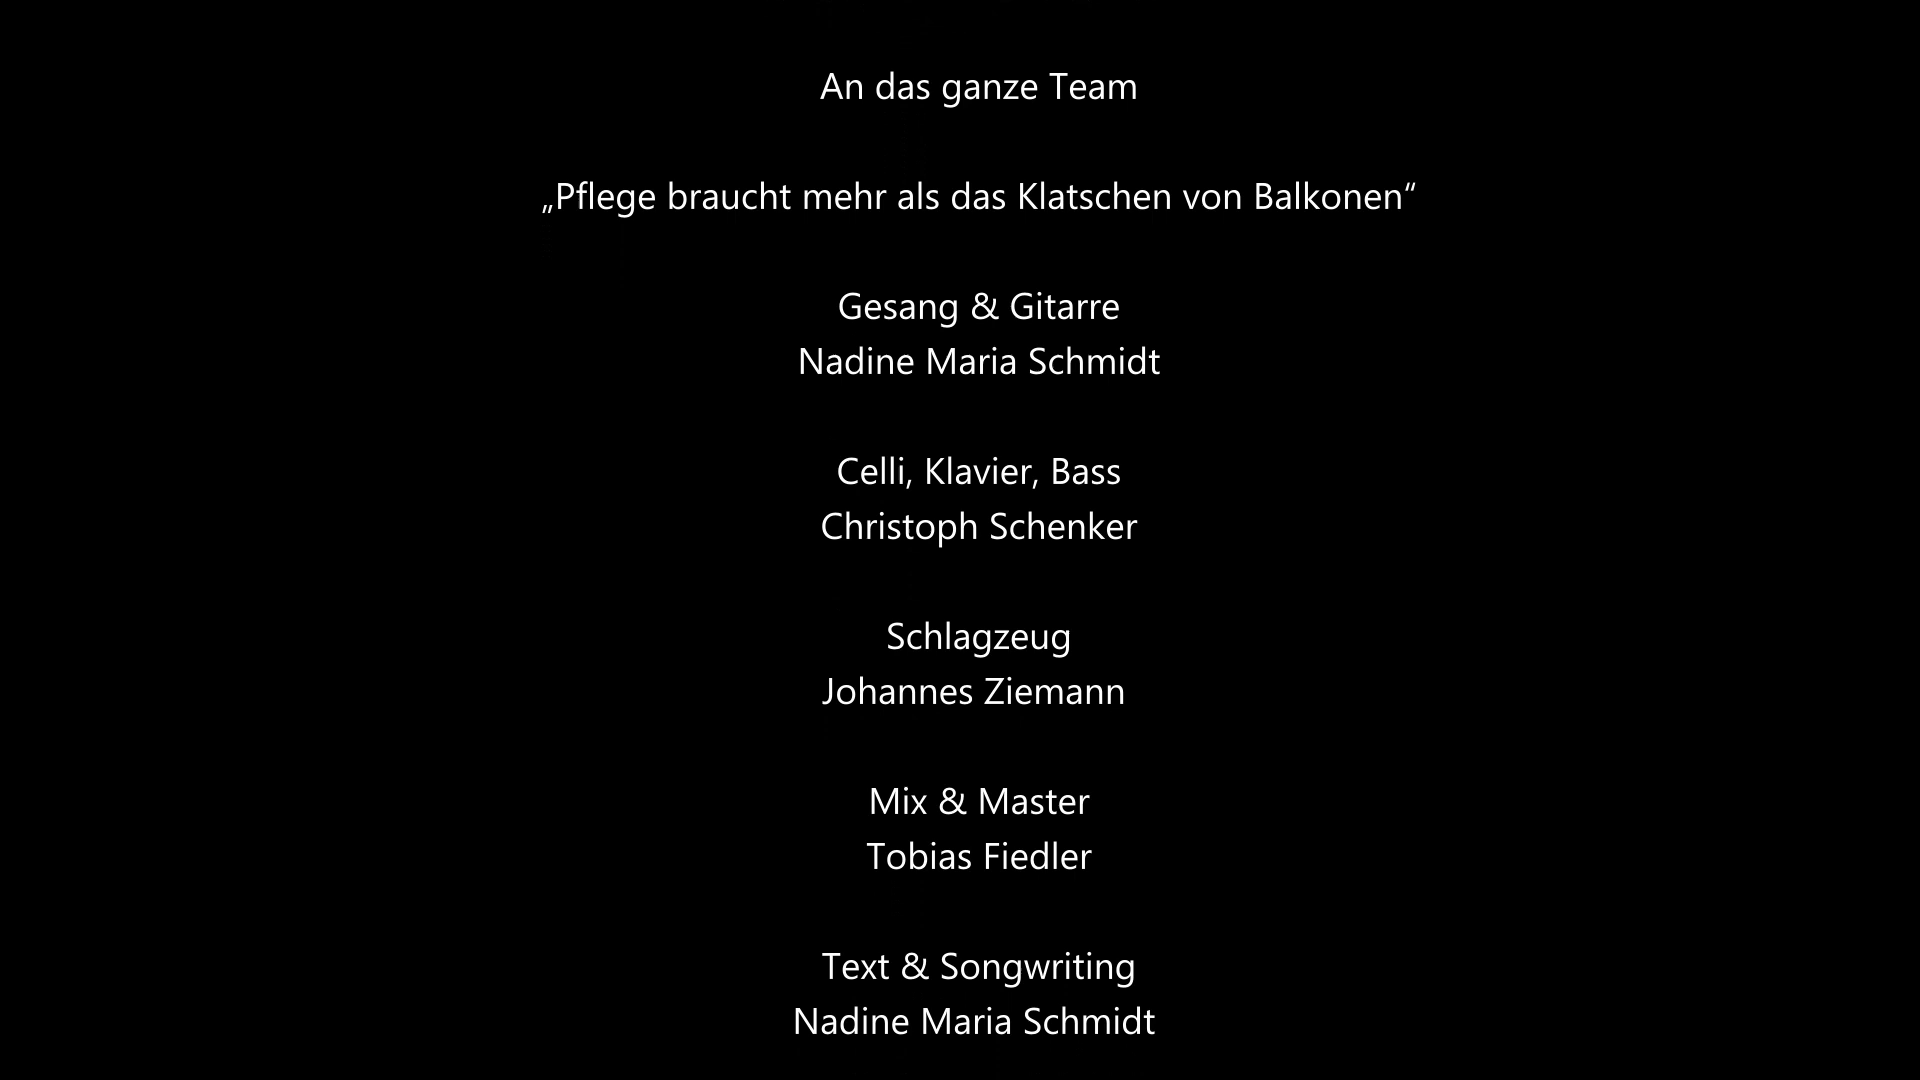 An das ganze Team
„Pflege braucht mehr als das Klatschen von Balkonen“
Gesang & Gitarre
Nadine Maria Schmidt
Celli, Klavier, Bass
Christoph Schenker
Schlagzeug
Johannes Ziemann
Mix & Master
Tobias Fiedler
Text & Songwriting
Nadine Maria Schmidt